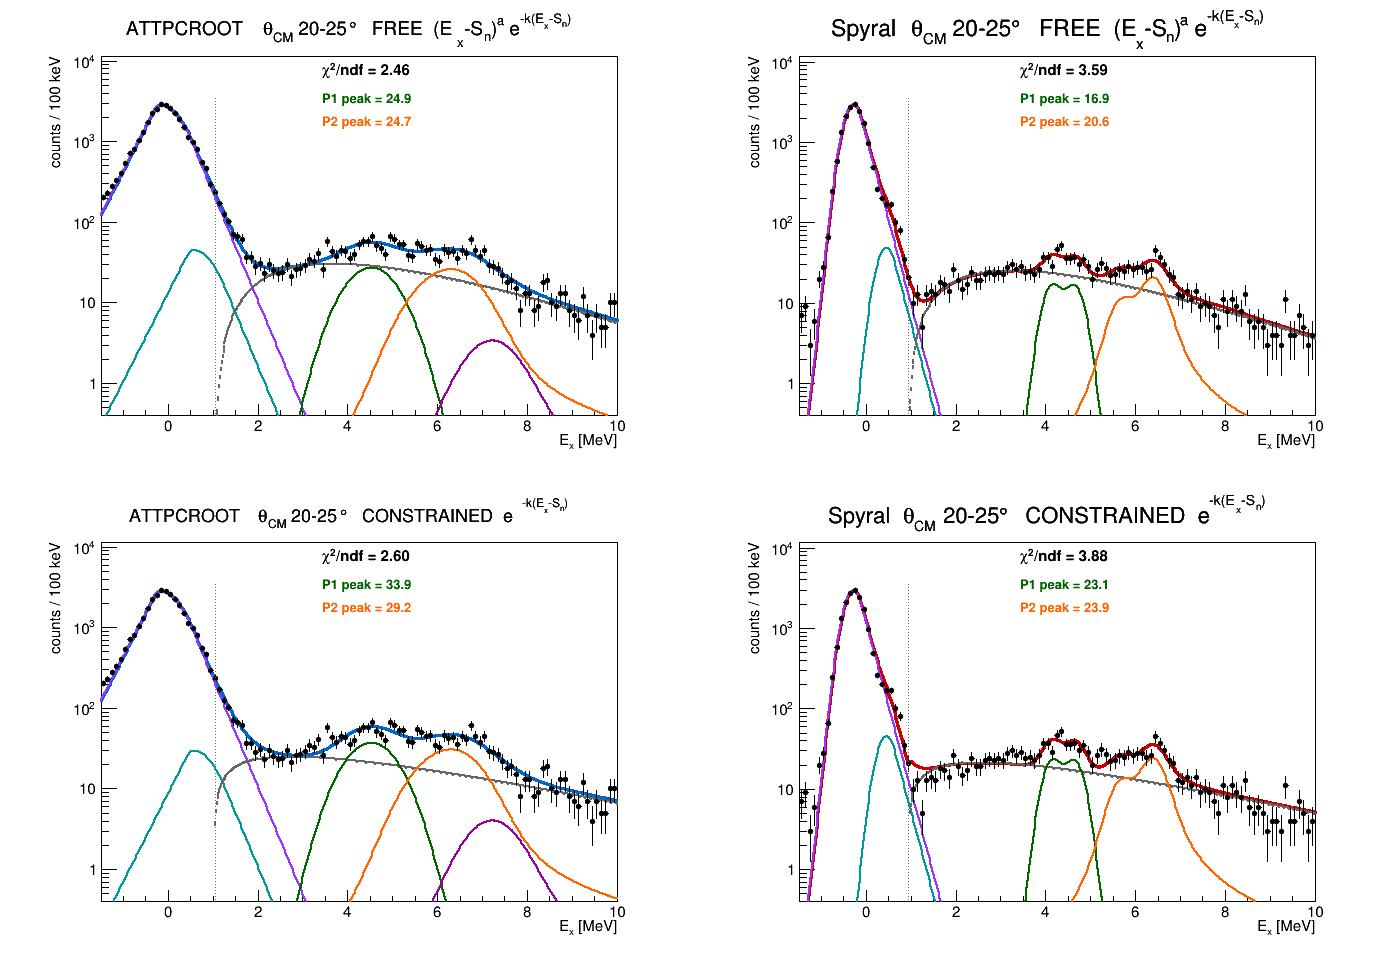 ATTPCROOT θCM 20-25° FREE (Ex-Sn)^a e^-k(Ex-Sn)
counts / 100 keV
χ²/ndf = 2.46
P1 peak = 24.9
P2 peak = 24.7
10⁴
10³
10²
10
1
0 2 4 6 8 10
Ex [MeV]
Spyral θCM 20-25° FREE (Ex-Sn)^a e^-k(Ex-Sn)
counts / 100 keV
χ²/ndf = 3.59
P1 peak = 16.9
P2 peak = 20.6
10⁴
10³
10²
10
1
0 2 4 6 8 10
Ex [MeV]
ATTPCROOT θCM 20-25° CONSTRAINED e^-k(Ex-Sn)
counts / 100 keV
χ²/ndf = 2.60
P1 peak = 33.9
P2 peak = 29.2
10⁴
10³
10²
10
1
0 2 4 6 8 10
Ex [MeV]
Spyral θCM 20-25° CONSTRAINED e^-k(Ex-Sn)
counts / 100 keV
χ²/ndf = 3.88
P1 peak = 23.1
P2 peak = 23.9
10⁴
10³
10²
10
1
0 2 4 6 8 10
Ex [MeV]